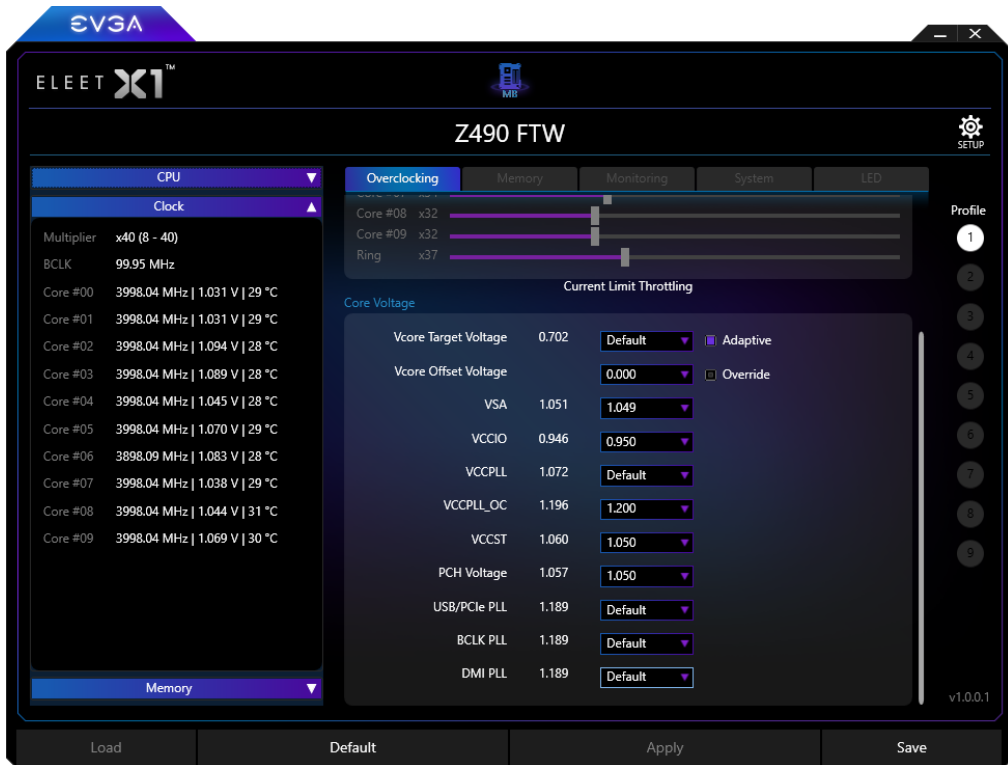 EVGA
ELEET X1™
MB
Z490 FTW
SETUP
CPU
Clock
Multiplier x40 (8 - 40)
BCLK 99.95 MHz
Core #00 3998.04 MHz | 1.031 V | 29 °C
Core #01 3998.04 MHz | 1.031 V | 29 °C
Core #02 3998.04 MHz | 1.094 V | 28 °C
Core #03 3998.04 MHz | 1.089 V | 28 °C
Core #04 3998.04 MHz | 1.045 V | 28 °C
Core #05 3998.04 MHz | 1.070 V | 29 °C
Core #06 3898.09 MHz | 1.083 V | 28 °C
Core #07 3998.04 MHz | 1.038 V | 29 °C
Core #08 3998.04 MHz | 1.044 V | 31 °C
Core #09 3998.04 MHz | 1.069 V | 30 °C
Memory
Overclocking Memory Monitoring System LED
Core #08 x32
Core #09 x32
Ring x37
Current Limit Throttling
Core Voltage
Vcore Target Voltage 0.702 Default Adaptive
Vcore Offset Voltage 0.000 Override
VSA 1.051 1.049
VCCIO 0.946 0.950
VCCPLL 1.072 Default
VCCPLL_OC 1.196 1.200
VCCST 1.060 1.050
PCH Voltage 1.057 1.050
USB/PCIe PLL 1.189 Default
BCLK PLL 1.189 Default
DMI PLL 1.189 Default
Profile
1
2
3
4
5
6
7
8
9
v1.0.0.1
Load Default Apply Save